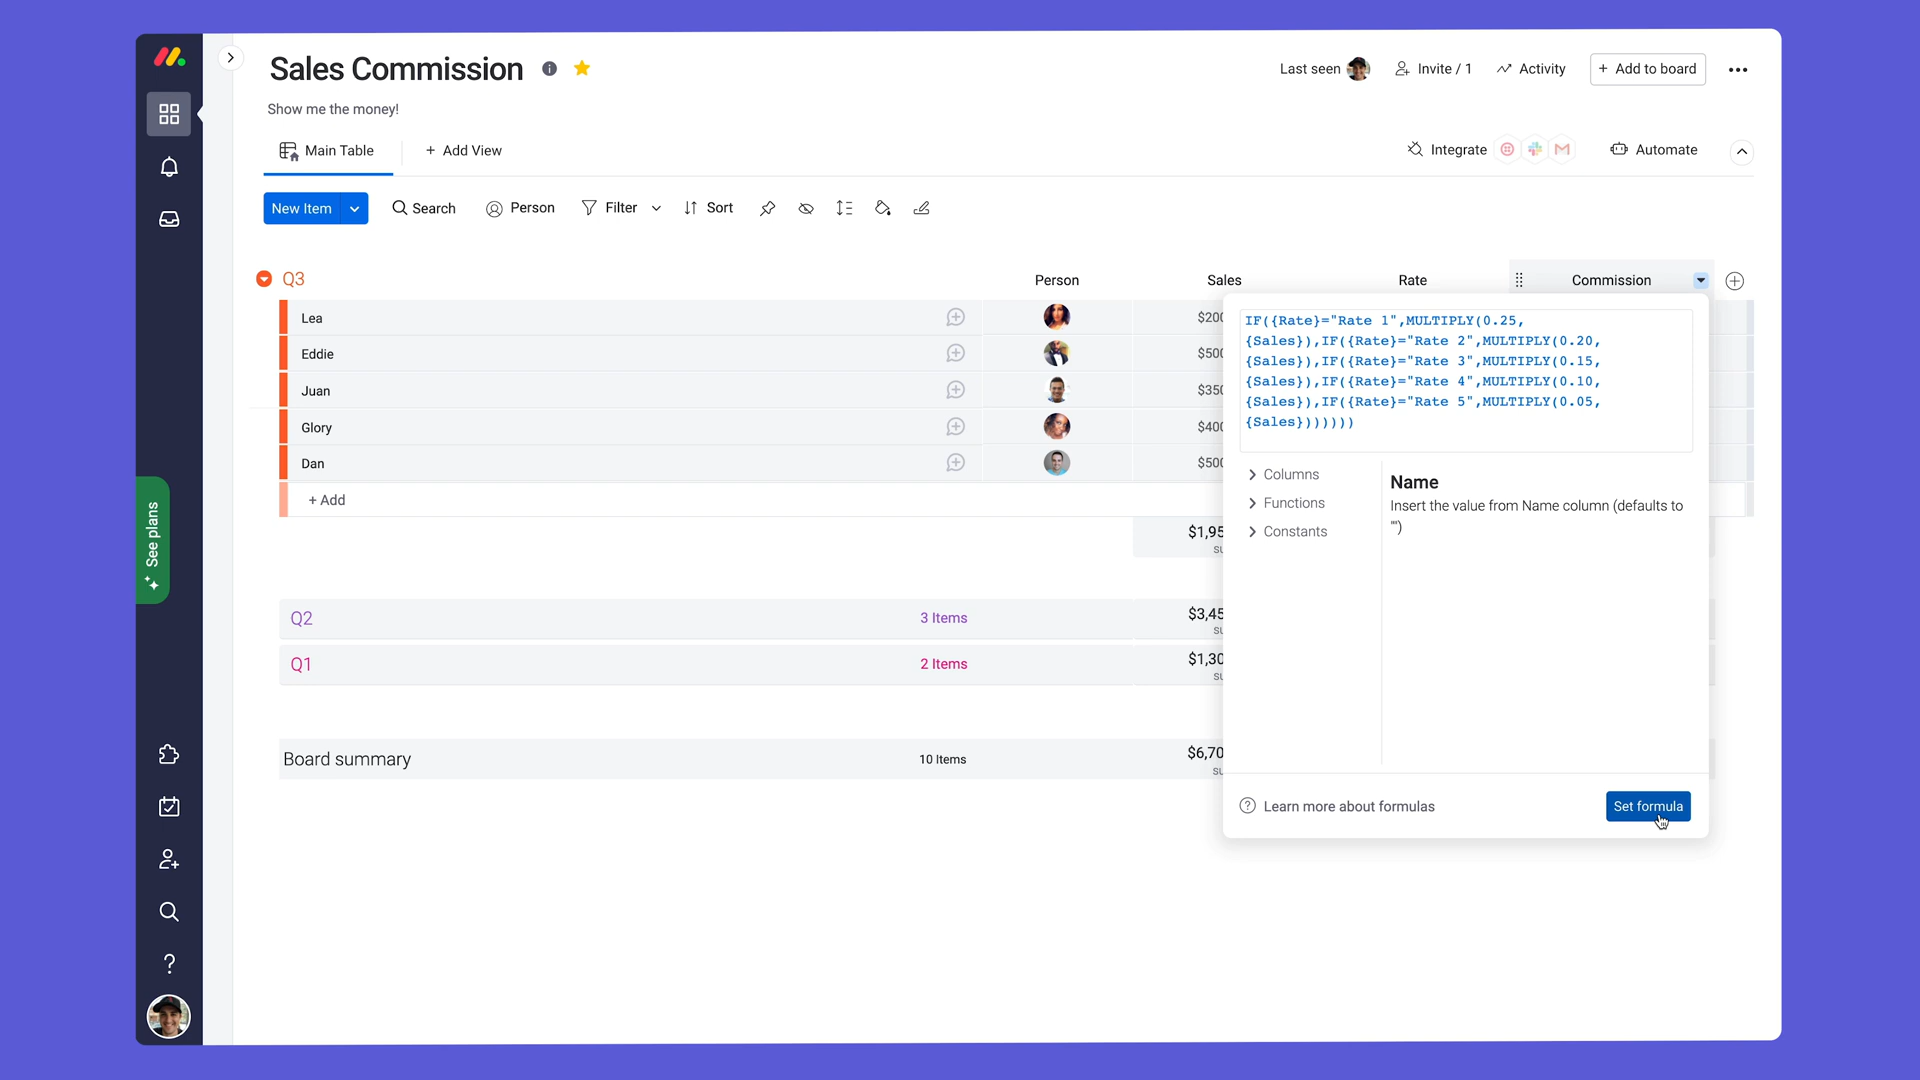 Sales Commission
Last seen
Invite / 1
Activity
+ Add to board
Show me the money!
Main Table
+ Add View
Integrate
Automate
New Item
Search
Person
Filter
Sort
Q3
Person
Sales
Rate
Commission
Lea
$200
Eddie
$500
Juan
$350
Glory
$400
Dan
$500
+ Add
$1,95
su
IF({Rate}="Rate 1",MULTIPLY(0.25,
{Sales}),IF({Rate}="Rate 2",MULTIPLY(0.20,
{Sales}),IF({Rate}="Rate 3",MULTIPLY(0.15,
{Sales}),IF({Rate}="Rate 4",MULTIPLY(0.10,
{Sales}),IF({Rate}="Rate 5",MULTIPLY(0.05,
{Sales}))))))
Columns
Functions
Constants
Name
Insert the value from Name column (defaults to
"")
See plans
Q2
3 Items
$3,45
su
Q1
2 Items
$1,30
su
Board summary
10 Items
$6,70
su
Learn more about formulas
Set formula